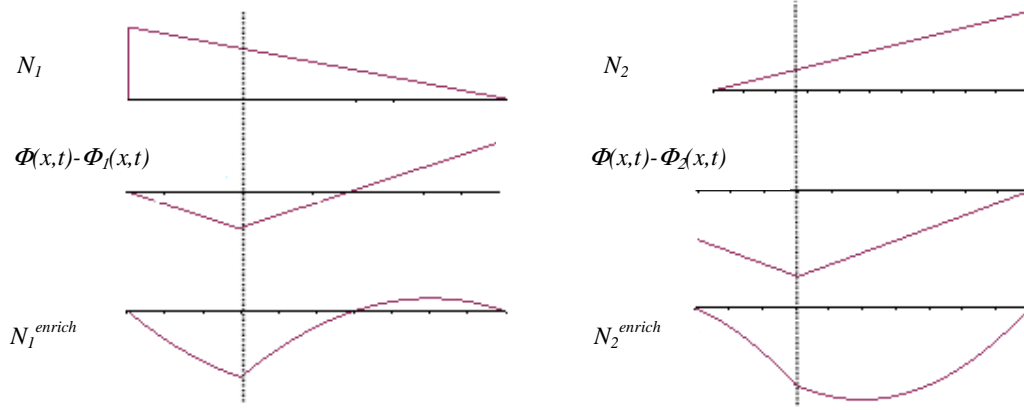 N₁
N₂
Φ(x,t)-Φ₁(x,t)
Φ(x,t)-Φ₂(x,t)
N₁ᵉⁿʳⁱᶜʰ
N₂ᵉⁿʳⁱᶜʰ